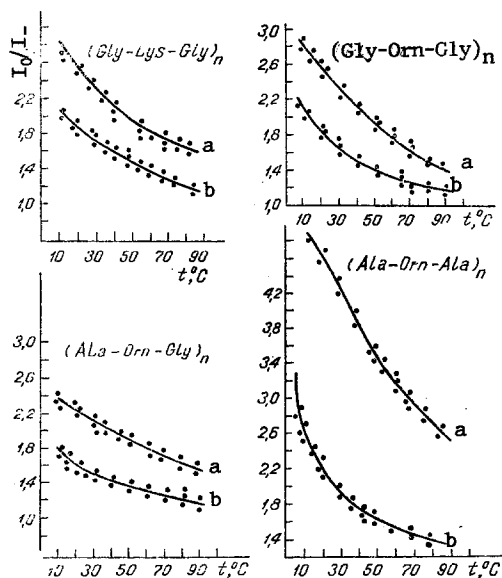 I₀/I₋
(Gly-Lys-Gly)n
2,2
1,8
1,4
1,0
a
b
10 30 50 70 90
t,°C
(Gly-Orn-Gly)n
3,0
2,6
2,2
1,8
1,4
1,0
a
b
10 30 50 70 90 t,°C
(ALa-Orn-Gly)n
3,0
2,6
2,2
1,8
1,4
1,0
a
b
10 30 50 70 90 t,°C
(Ala-Orn-Ala)n
4,2
3,8
3,4
3,0
2,6
2,2
1,8
1,4
a
b
10 30 50 70 90 t,°C